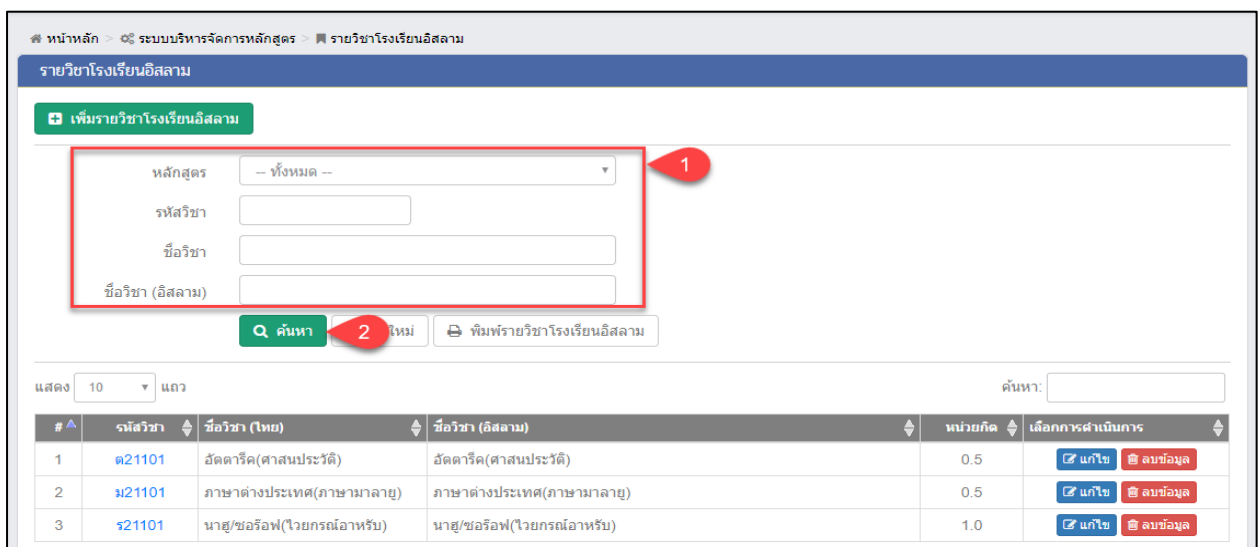 หน้าหลัก > ระบบบริหารจัดการหลักสูตร > รายวิชาโรงเรียนอิสลาม
รายวิชาโรงเรียนอิสลาม
เพิ่มรายวิชาโรงเรียนอิสลาม
หลักสูตร -- ทั้งหมด -- 1
รหัสวิชา
ชื่อวิชา
ชื่อวิชา (อิสลาม)
ค้นหา 2 ใหม่ พิมพ์รายวิชาโรงเรียนอิสลาม
แสดง 10 แถว ค้นหา:
# รหัสวิชา ชื่อวิชา (ไทย) ชื่อวิชา (อิสลาม) หน่วยกิต เลือกการดำเนินการ
1 ต21101 อัตตารีค(ศาสนประวัติ) อัตตารีค(ศาสนประวัติ) 0.5 แก้ไข ลบข้อมูล
2 ม21101 ภาษาต่างประเทศ(ภาษามาลายู) ภาษาต่างประเทศ(ภาษามาลายู) 0.5 แก้ไข ลบข้อมูล
3 ร21101 นาฮู/ซอร๊อฟ(ไวยกรณ์อาหรับ) นาฮู/ซอร๊อฟ(ไวยกรณ์อาหรับ) 1.0 แก้ไข ลบข้อมูล